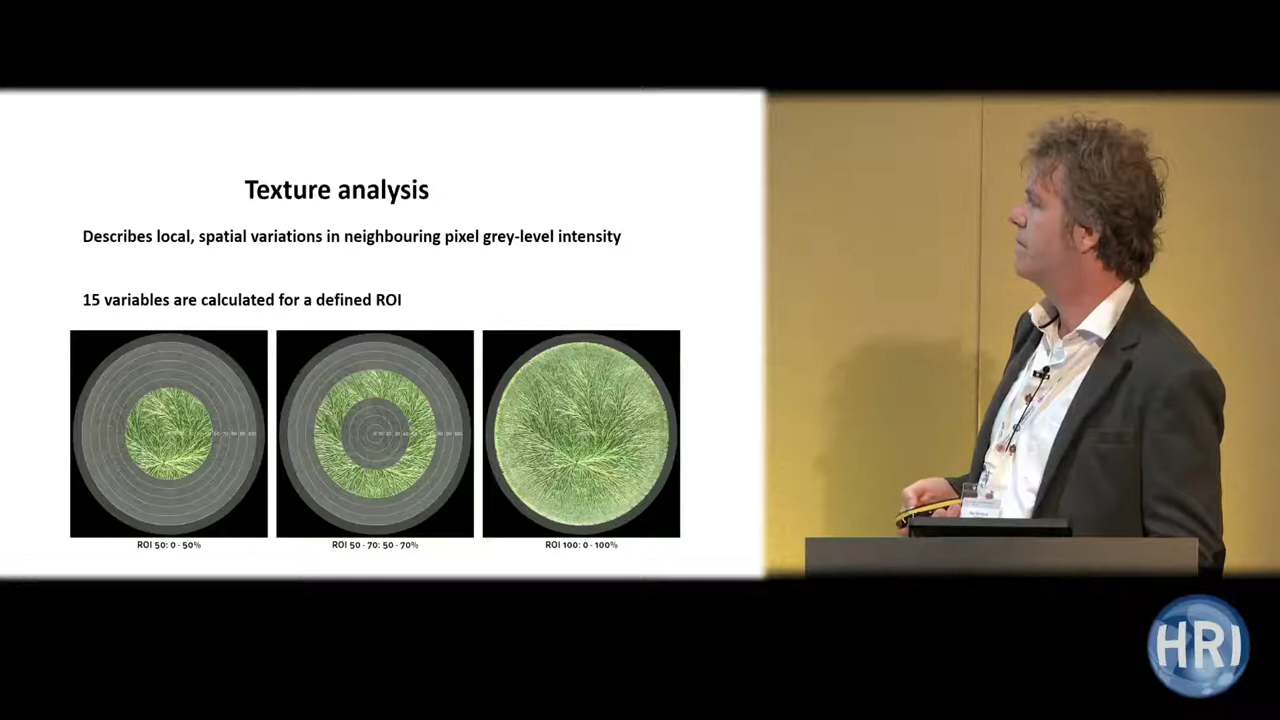 Texture analysis
Describes local, spatial variations in neighbouring pixel grey-level intensity
15 variables are calculated for a defined ROI
ROI 50: 0 - 50%
ROI 50 - 70: 50 - 70%
ROI 100: 0 - 100%
HRI